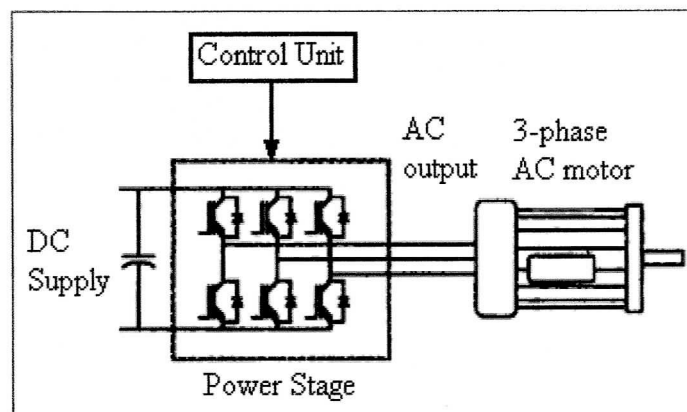 Control Unit
AC
output
3-phase
AC motor
DC
Supply
Power Stage